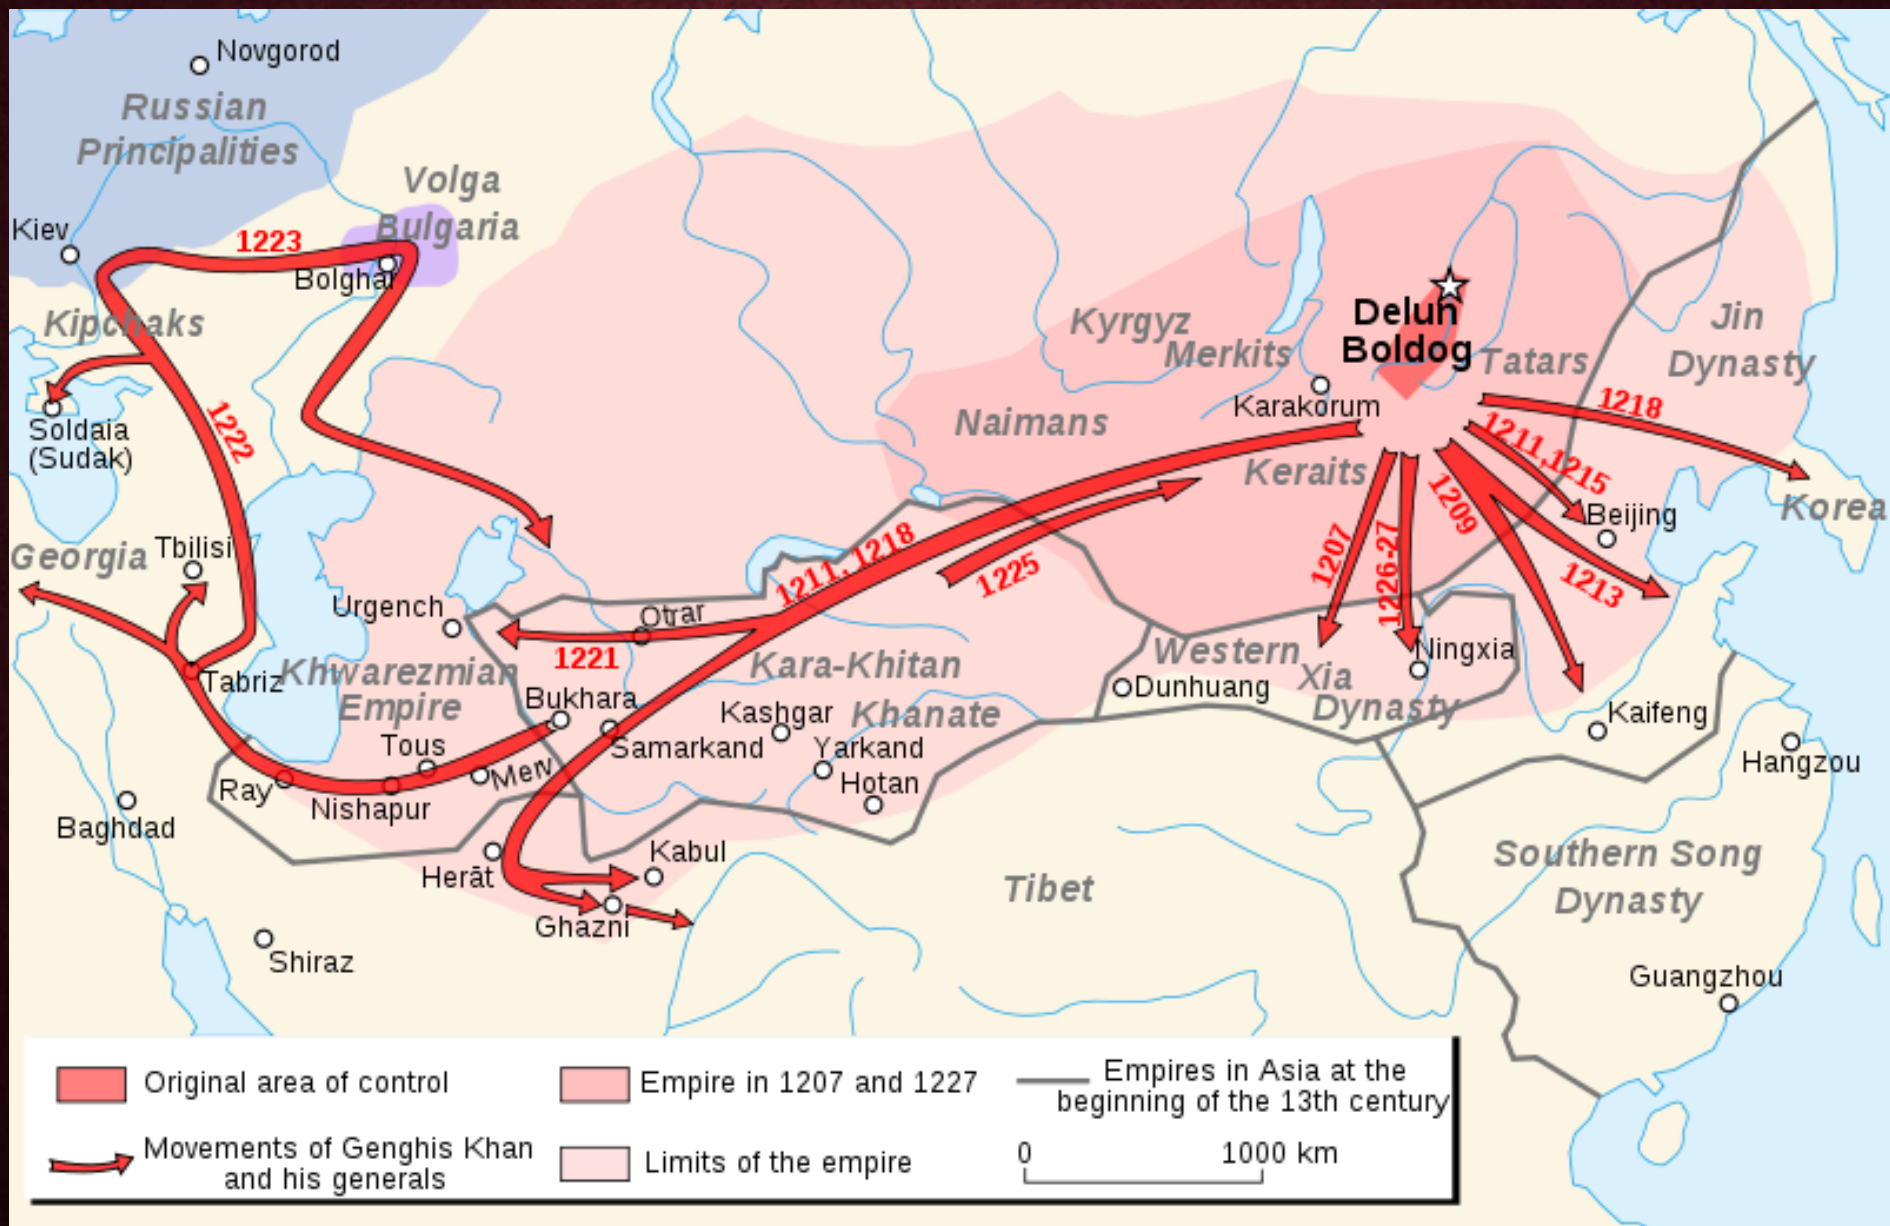 Novgorod
Russian
Principalities
Volga
Bulgaria
Kiev
1223
Bolghar
Kipchaks
Delun
Boldog
Kyrgyz
Merkits
Tatars
Jin
Dynasty
Karakorum
Naimans
Keraits
1218
1211,1215
1209
Beijing
Korea
Soldaia
(Sudak)
1222
Georgia
Tbilisi
1211, 1218
1225
1207
1226-27
1213
Urgench
Otrar
1221
Tabriz
Khwarezmian
Empire
Kara-Khitan
Khanate
Western
Xia
Dynasty
Ningxia
Dunhuang
Bukhara
Samarkand
Kashgar
Yarkand
Hotan
Kaifeng
Hangzou
Tous
Merv
Ray
Nishapur
Baghdad
Herāt
Kabul
Ghazni
Tibet
Southern Song
Dynasty
Shiraz
Guangzhou
Original area of control
Empire in 1207 and 1227
Empires in Asia at the
beginning of the 13th century
Movements of Genghis Khan
and his generals
Limits of the empire
0
1000 km